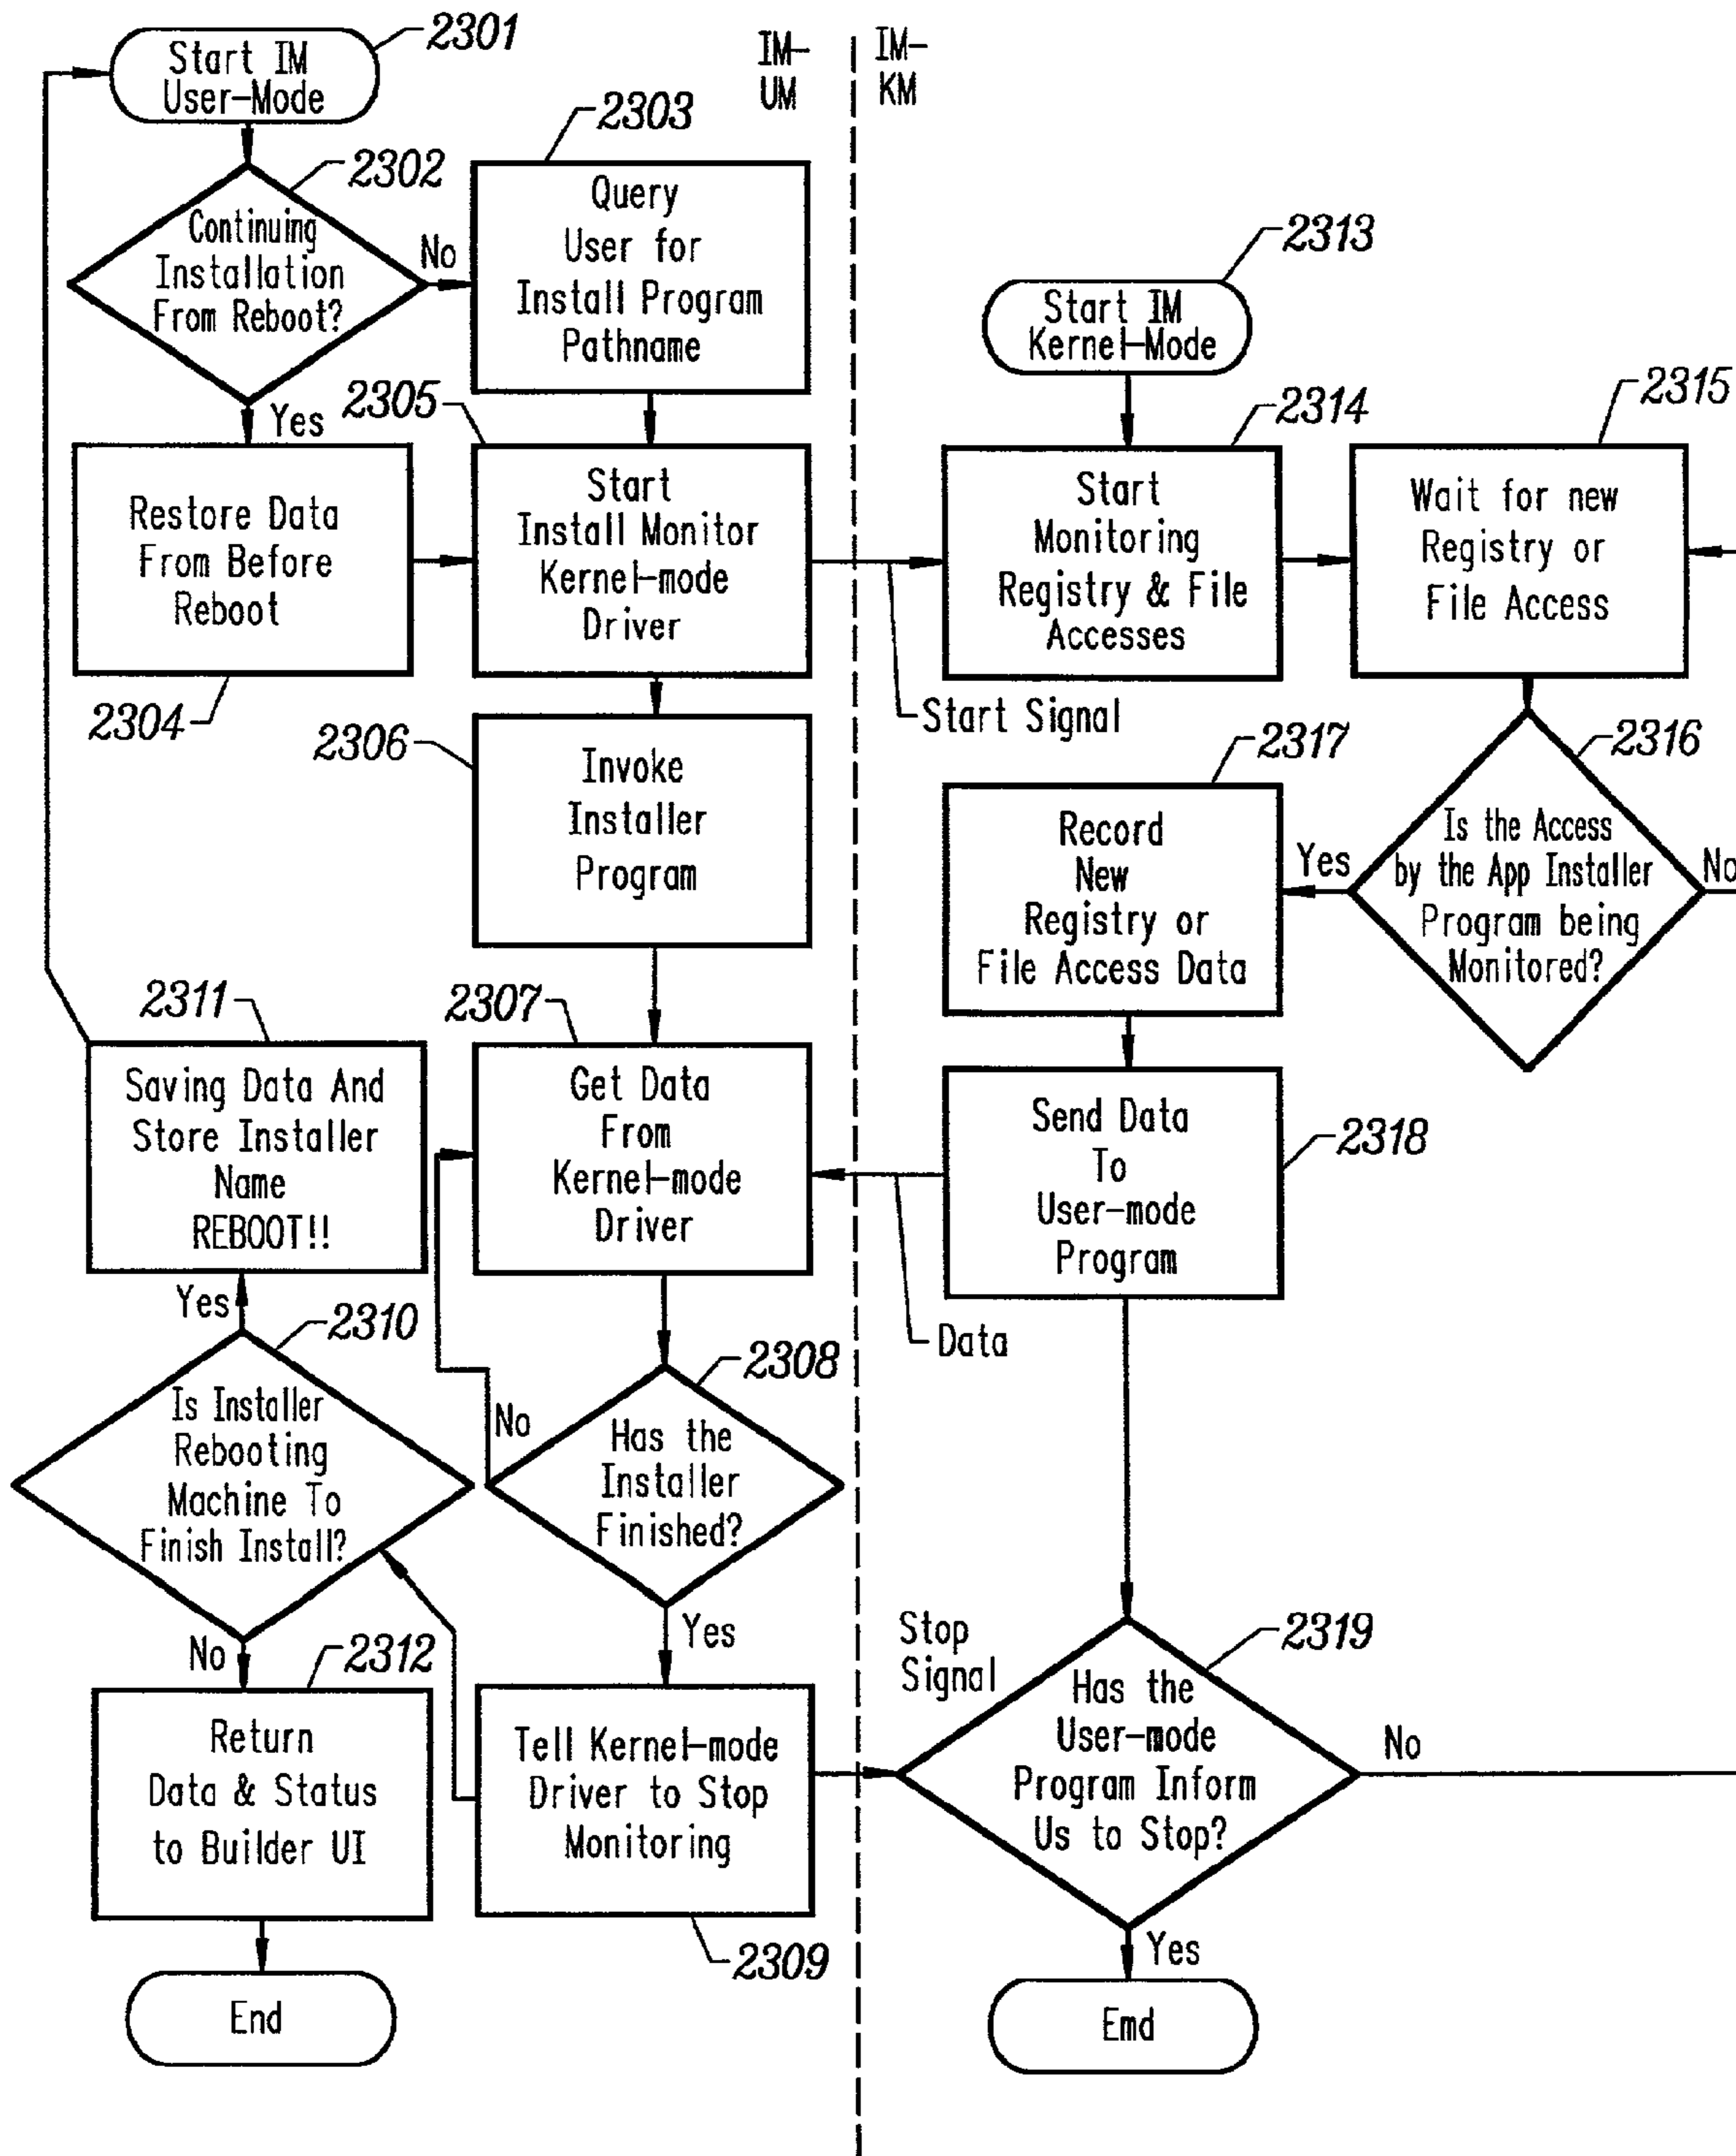 2301
Start IM
User-Mode
IM-
UM
IM-
KM
2302
Continuing
Installation
From Reboot?
No
Yes
2303
Query
User for
Install Program
Pathname
2313
Start IM
Kernel-Mode
2304
Restore Data
From Before
Reboot
2305
Start
Install Monitor
Kernel-mode
Driver
Start Signal
2314
Start
Monitoring
Registry & File
Accesses
2315
Wait for new
Registry or
File Access
2306
Invoke
Installer
Program
2317
Record
New
Registry or
File Access Data
2316
Is the Access
by the App Installer
Program being
Monitored?
Yes
No
2311
Saving Data And
Store Installer
Name
REBOOT!!
2307
Get Data
From
Kernel-mode
Driver
2318
Send Data
To
User-mode
Program
Data
Yes
2310
Is Installer
Rebooting
Machine To
Finish Install?
No
2308
Has the
Installer
Finished?
No
Yes
2312
Return
Data & Status
to Builder UI
2309
Tell Kernel-mode
Driver to Stop
Monitoring
Stop
Signal
2319
Has the
User-mode
Program Inform
Us to Stop?
No
Yes
End
Emd